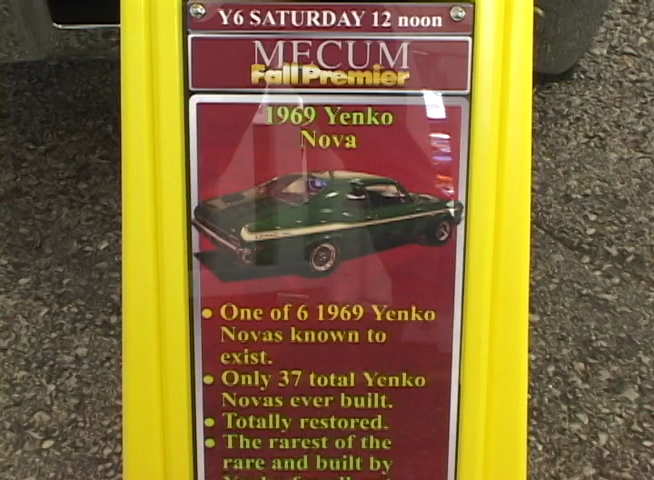 Y6 SATURDAY 12 noon
MECUM
Fall Premier
1969 Yenko
Nova
• One of 6 1969 Yenko
Novas known to
exist.
• Only 37 total Yenko
Novas ever built.
• Totally restored.
• The rarest of the
rare and built by